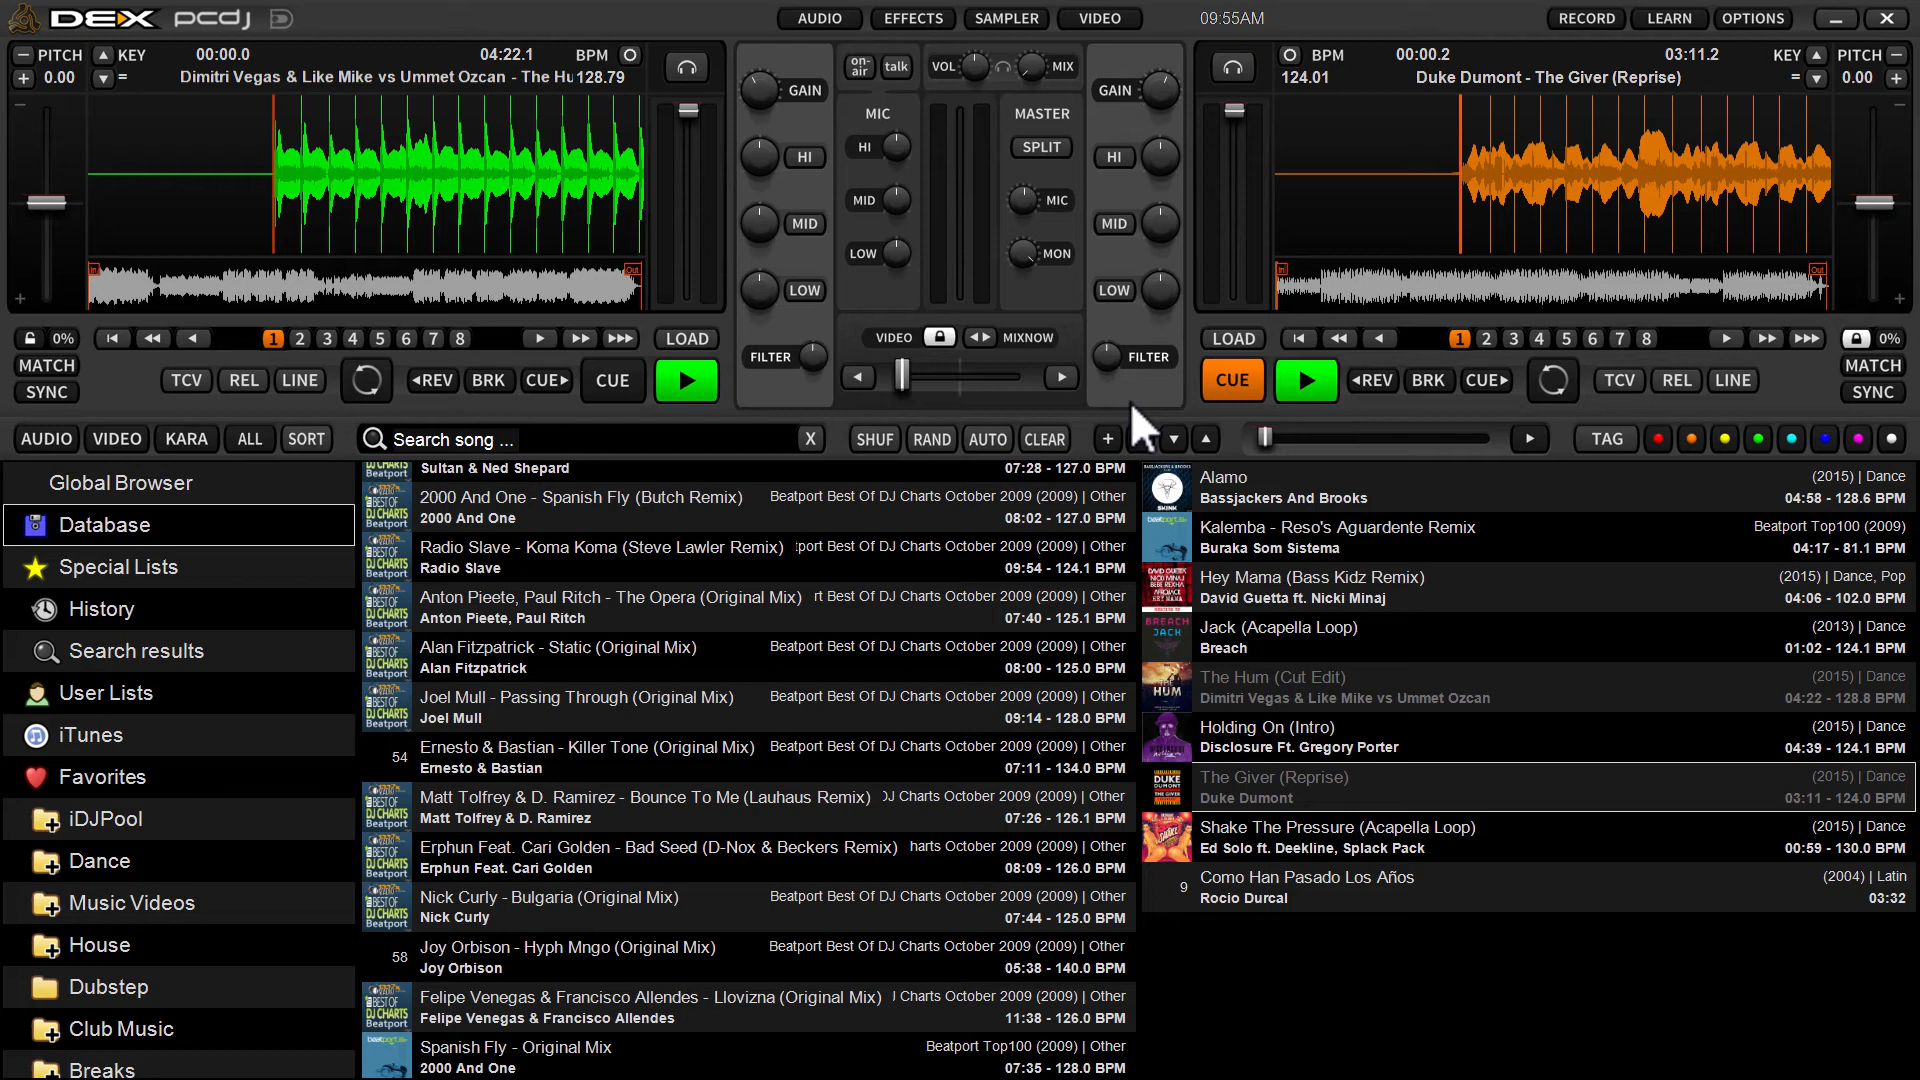 DEX pcdj
AUDIO EFFECTS SAMPLER VIDEO 09:55AM RECORD LEARN OPTIONS
PITCH KEY 00:00.0 04:22.1 BPM
0.00 = Dimitri Vegas & Like Mike vs Ummet Ozcan - The Hu 128.79
on-air talk VOL MIX
BPM 00:00.2 03:11.2 KEY PITCH
124.01 Duke Dumont - The Giver (Reprise) = 0.00
GAIN MIC MASTER GAIN
HI HI SPLIT HI
MID MID MIC MID
LOW LOW MON LOW
In Out In Out
0% 1 2 3 4 5 6 7 8 LOAD VIDEO MIXNOW LOAD 1 2 3 4 5 6 7 8 0%
FILTER FILTER
MATCH MATCH
TCV REL LINE REV BRK CUE CUE CUE REV BRK CUE TCV REL LINE
SYNC SYNC
AUDIO VIDEO KARA ALL SORT Search song ... X SHUF RAND AUTO CLEAR + TAG
Global Browser
Database
Special Lists
History
Search results
User Lists
iTunes
Favorites
iDJPool
Dance
Music Videos
House
Dubstep
Club Music
Breaks
Sultan & Ned Shepard 07:28 - 127.0 BPM
2000 And One - Spanish Fly (Butch Remix) Beatport Best Of DJ Charts October 2009 (2009) | Other
2000 And One 08:02 - 127.0 BPM
Radio Slave - Koma Koma (Steve Lawler Remix) port Best Of DJ Charts October 2009 (2009) | Other
Radio Slave 09:54 - 124.1 BPM
Anton Pieete, Paul Ritch - The Opera (Original Mix) rt Best Of DJ Charts October 2009 (2009) | Other
Anton Pieete, Paul Ritch 07:40 - 125.1 BPM
Alan Fitzpatrick - Static (Original Mix) Beatport Best Of DJ Charts October 2009 (2009) | Other
Alan Fitzpatrick 08:00 - 125.0 BPM
Joel Mull - Passing Through (Original Mix) Beatport Best Of DJ Charts October 2009 (2009) | Other
Joel Mull 09:14 - 128.0 BPM
54 Ernesto & Bastian - Killer Tone (Original Mix) Beatport Best Of DJ Charts October 2009 (2009) | Other
Ernesto & Bastian 07:11 - 134.0 BPM
Matt Tolfrey & D. Ramirez - Bounce To Me (Lauhaus Remix) DJ Charts October 2009 (2009) | Other
Matt Tolfrey & D. Ramirez 07:26 - 126.1 BPM
Erphun Feat. Cari Golden - Bad Seed (D-Nox & Beckers Remix) harts October 2009 (2009) | Other
Erphun Feat. Cari Golden 08:09 - 126.0 BPM
Nick Curly - Bulgaria (Original Mix) Beatport Best Of DJ Charts October 2009 (2009) | Other
Nick Curly 07:44 - 125.0 BPM
58 Joy Orbison - Hyph Mngo (Original Mix) Beatport Best Of DJ Charts October 2009 (2009) | Other
Joy Orbison 05:38 - 140.0 BPM
Felipe Venegas & Francisco Allendes - Llovizna (Original Mix) Charts October 2009 (2009) | Other
Felipe Venegas & Francisco Allendes 11:38 - 126.0 BPM
Spanish Fly - Original Mix Beatport Top100 (2009) | Other
2000 And One 07:35 - 128.0 BPM
Alamo (2015) | Dance
Bassjackers And Brooks 04:58 - 128.6 BPM
Kalemba - Reso's Aguardente Remix Beatport Top100 (2009)
Buraka Som Sistema 04:17 - 81.1 BPM
Hey Mama (Bass Kidz Remix) (2015) | Dance, Pop
David Guetta ft. Nicki Minaj 04:06 - 102.0 BPM
Jack (Acapella Loop) (2013) | Dance
Breach 01:02 - 124.1 BPM
The Hum (Cut Edit) (2015) | Dance
Dimitri Vegas & Like Mike vs Ummet Ozcan 04:22 - 128.8 BPM
Holding On (Intro) (2015) | Dance
Disclosure Ft. Gregory Porter 04:39 - 124.1 BPM
The Giver (Reprise) (2015) | Dance
Duke Dumont 03:11 - 124.0 BPM
Shake The Pressure (Acapella Loop) (2015) | Dance
Ed Solo ft. Deekline, Splack Pack 00:59 - 130.0 BPM
9 Como Han Pasado Los Años (2004) | Latin
Rocio Durcal 03:32